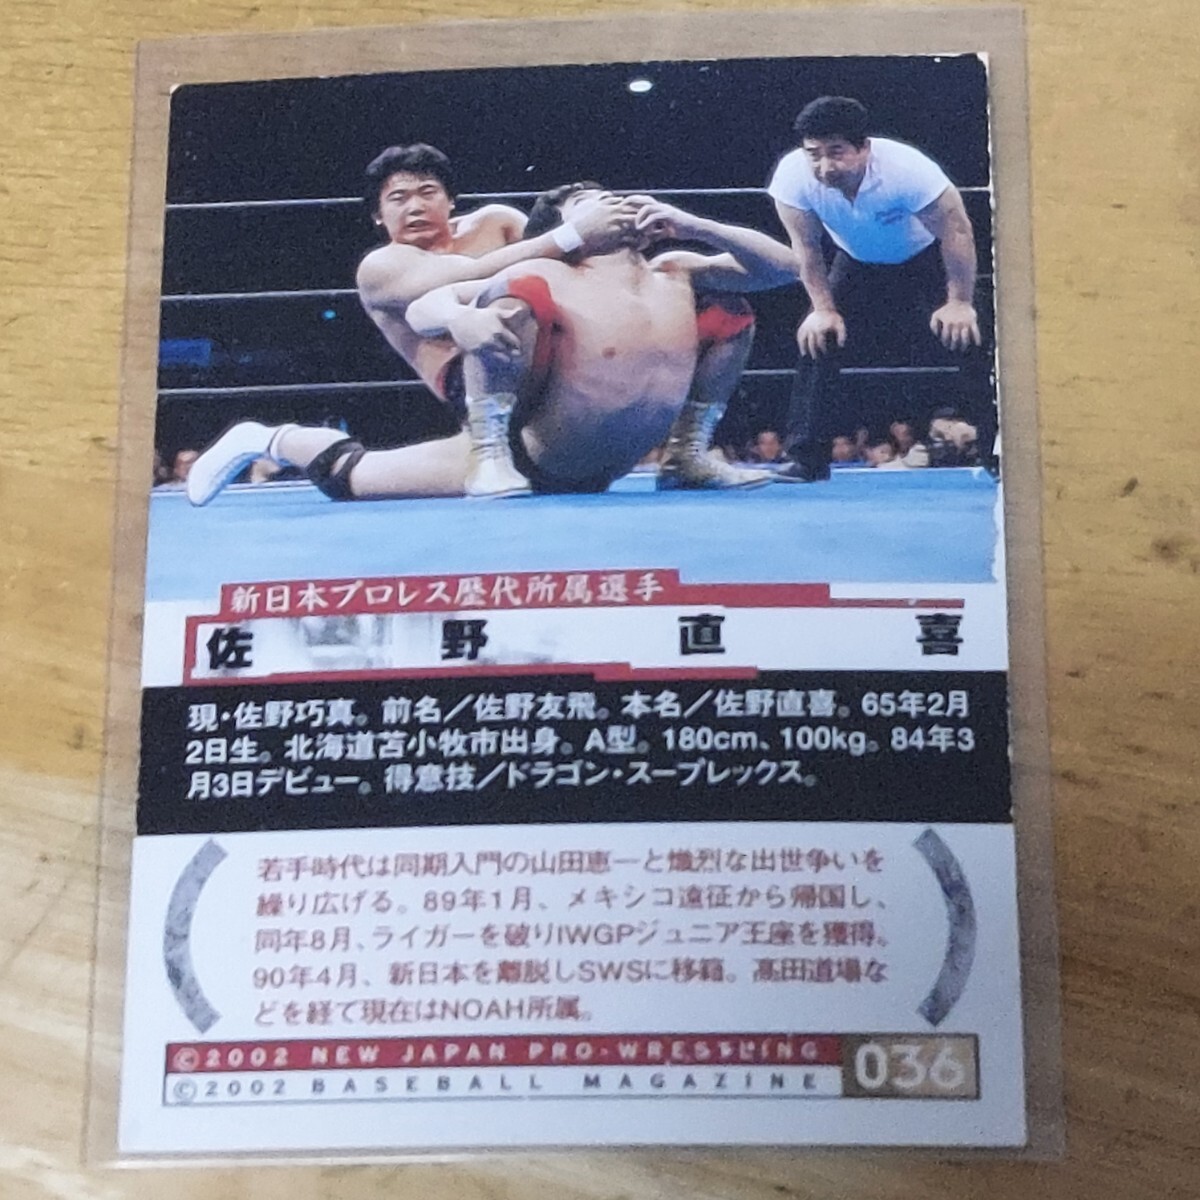 新日本プロレス歴代所属選手
佐野直喜
現・佐野巧真。前名／佐野友飛。本名／佐野直喜。65年2月
2日生。北海道苫小牧市出身。A型。180cm、100kg。84年3
月3日デビュー。得意技／ドラゴン・スープレックス。
若手時代は同期入門の山田恵一と熾烈な出世争いを
繰り広げる。89年1月、メキシコ遠征から帰国し、
同年8月、ライガーを破りIWGPジュニア王座を獲得。
90年4月、新日本を離脱しSWSに移籍。高田道場な
どを経て現在はNOAH所属。
©2002 NEW JAPAN PRO-WRESTLING
©2002 BASEBALL MAGAZINE
036